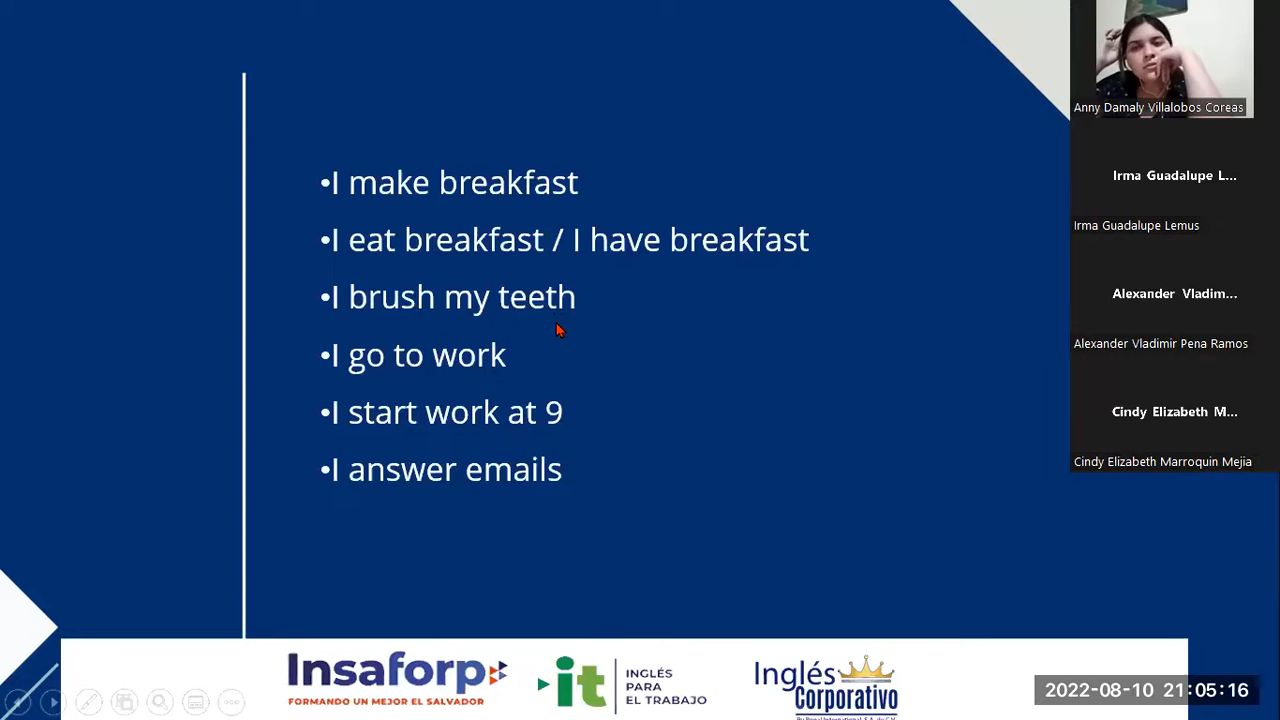 •I make breakfast
•I eat breakfast / I have breakfast
•I brush my teeth
•I go to work
•I start work at 9
•I answer emails
Anny Damaly Villalobos Coreas
Irma Guadalupe L...
Irma Guadalupe Lemus
Alexander Vladim...
Alexander Vladimir Pena Ramos
Cindy Elizabeth M...
Cindy Elizabeth Marroquin Mejia
Insaforp
FORMANDO UN MEJOR EL SALVADOR
it
INGLÉS
PARA
EL TRABAJO
Inglés
Corporativo
2022-08-10 21:05:16